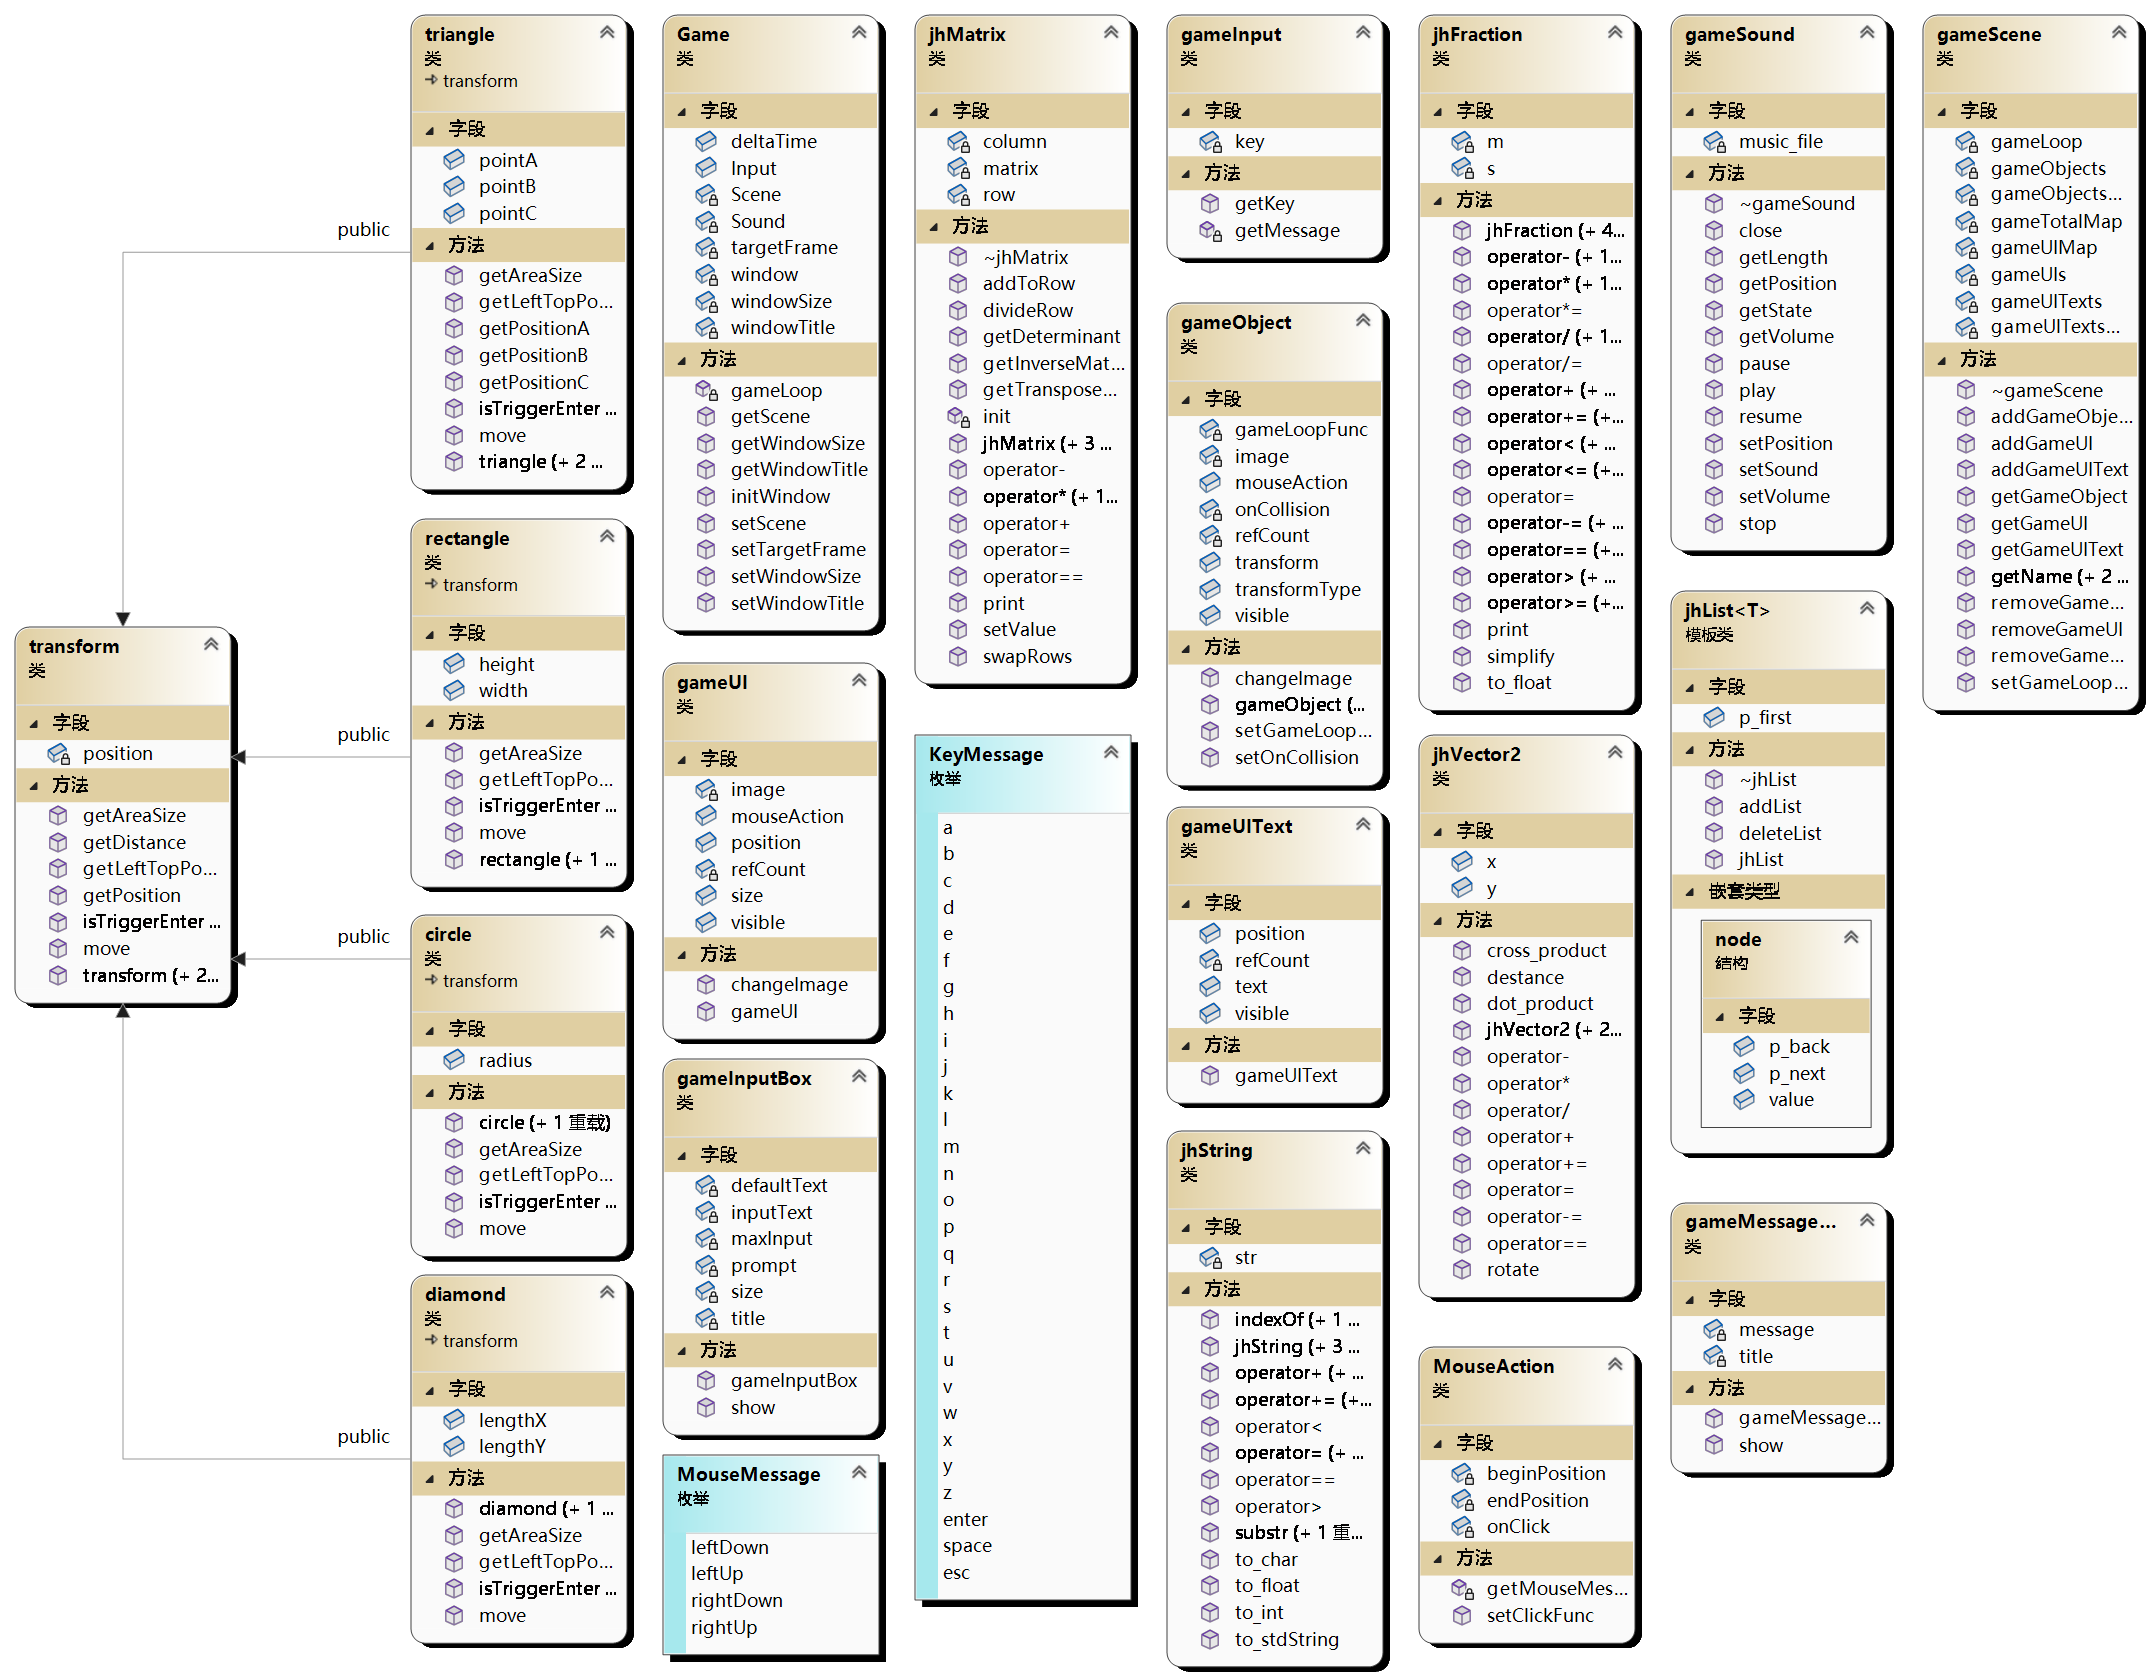 triangle
类
transform
字段
pointA
pointB
pointC
方法
getAreaSize
getLeftTopPo...
getPositionA
getPositionB
getPositionC
isTriggerEnter ...
move
triangle (+ 2 ...
public
rectangle
类
transform
字段
height
width
方法
getAreaSize
getLeftTopPo...
isTriggerEnter ...
move
rectangle (+ 1 ...
public
transform
类
字段
position
方法
getAreaSize
getDistance
getLeftTopPo...
getPosition
isTriggerEnter ...
move
transform (+ 2...
public
circle
类
transform
字段
radius
方法
circle (+ 1 重载)
getAreaSize
getLeftTopPo...
isTriggerEnter ...
move
public
diamond
类
transform
字段
lengthX
lengthY
方法
diamond (+ 1 ...
getAreaSize
getLeftTopPo...
isTriggerEnter ...
move
Game
类
字段
deltaTime
Input
Scene
Sound
targetFrame
window
windowSize
windowTitle
方法
gameLoop
getScene
getWindowSize
getWindowTitle
initWindow
setScene
setTargetFrame
setWindowSize
setWindowTitle
gameUI
类
字段
image
mouseAction
position
refCount
size
visible
方法
changeImage
gameUI
gameInputBox
类
字段
defaultText
inputText
maxInput
prompt
size
title
方法
gameInputBox
show
MouseMessage
枚举
leftDown
leftUp
rightDown
rightUp
jhMatrix
类
字段
column
matrix
row
方法
~jhMatrix
addToRow
divideRow
getDeterminant
getInverseMat...
getTranspose...
init
jhMatrix (+ 3 ...
operator-
operator* (+ 1...
operator+
operator=
operator==
print
setValue
swapRows
KeyMessage
枚举
a
b
c
d
e
f
g
h
i
j
k
l
m
n
o
p
q
r
s
t
u
v
w
x
y
z
enter
space
esc
gameInput
类
字段
key
方法
getKey
getMessage
gameObject
类
字段
gameLoopFunc
image
mouseAction
onCollision
refCount
transform
transformType
visible
方法
changeImage
gameObject (...
setGameLoop...
setOnCollision
gameUIText
类
字段
position
refCount
text
visible
方法
gameUIText
jhString
类
字段
str
方法
indexOf (+ 1 ...
jhString (+ 3 ...
operator+ (+ ...
operator+= (+...
operator<
operator= (+ ...
operator==
operator>
substr (+ 1 重...
to_char
to_float
to_int
to_stdString
jhFraction
类
字段
m
s
方法
jhFraction (+ 4...
operator- (+ 1...
operator* (+ 1...
operator*=
operator/ (+ 1...
operator/=
operator+ (+ ...
operator+= (+...
operator< (+ ...
operator<= (+...
operator=
operator-= (+ ...
operator== (+...
operator> (+ ...
operator>= (+...
print
simplify
to_float
jhVector2
类
字段
x
y
方法
cross_product
destance
dot_product
jhVector2 (+ 2...
operator-
operator*
operator/
operator+
operator+=
operator=
operator-=
operator==
rotate
MouseAction
类
字段
beginPosition
endPosition
onClick
方法
getMouseMes...
setClickFunc
gameSound
类
字段
music_file
方法
~gameSound
close
getLength
getPosition
getState
getVolume
pause
play
resume
setPosition
setSound
setVolume
stop
jhList<T>
模板类
字段
p_first
方法
~jhList
addList
deleteList
jhList
嵌套类型
node
结构
字段
p_back
p_next
value
gameMessage...
类
字段
message
title
方法
gameMessage...
show
gameScene
类
字段
gameLoop
gameObjects
gameObjects...
gameTotalMap
gameUIMap
gameUIs
gameUITexts
gameUITexts...
方法
~gameScene
addGameObje...
addGameUI
addGameUIText
getGameObject
getGameUI
getGameUIText
getName (+ 2 ...
removeGame...
removeGameUI
removeGame...
setGameLoop...